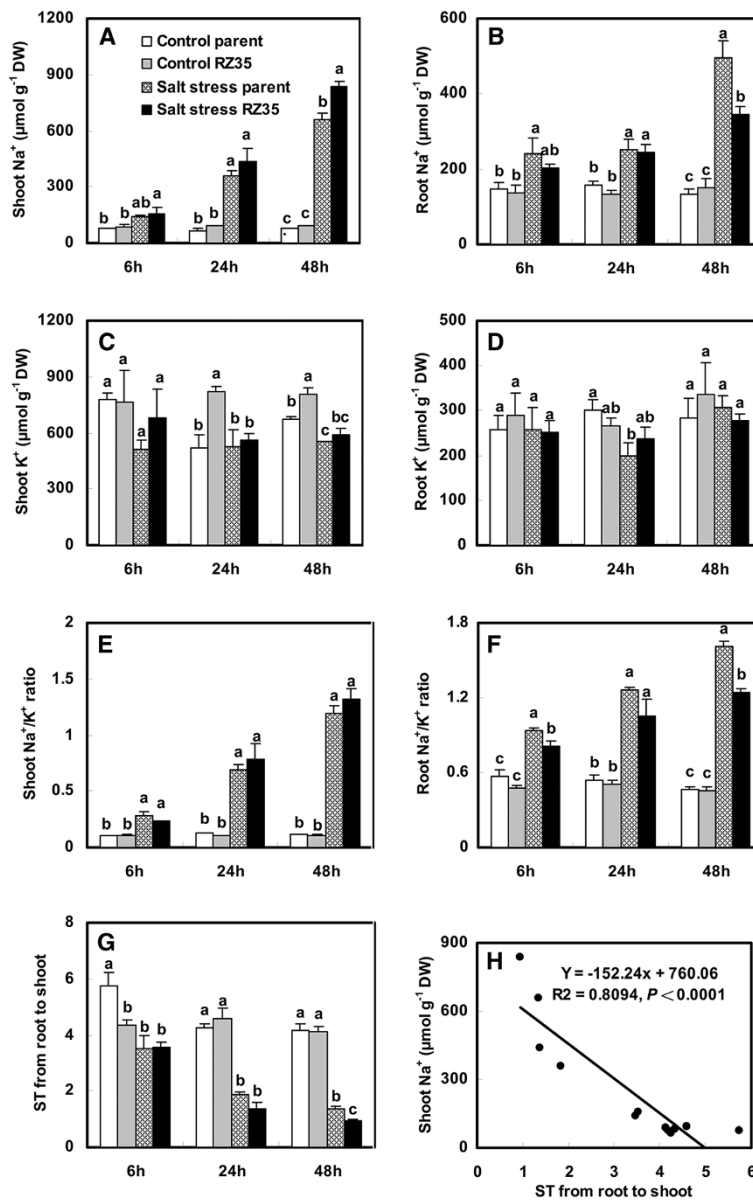 A
Control parent
Control RZ35
Salt stress parent
Salt stress RZ35
Shoot Na⁺ (µmol g⁻¹ DW)
1200
900
600
300
0
b b ab a
b b a a
c c b a
6h 24h 48h
B
Root Na⁺ (µmol g⁻¹ DW)
600
400
200
0
b b a ab
b b a a
c c a b
6h 24h 48h
C
Shoot K⁺ (µmol g⁻¹ DW)
1200
900
600
300
0
a a a a
b a b b
b a c bc
6h 24h 48h
D
Root K⁺ (µmol g⁻¹ DW)
500
400
300
200
100
0
a a a a
a ab b ab
a a a a
6h 24h 48h
E
Shoot Na⁺/K⁺ ratio
2
1.5
1
0.5
0
b b a a
b b a a
b b a a
6h 24h 48h
F
Root Na⁺/K⁺ ratio
1.8
1.2
0.6
0
c c a b
b b a a
c c a b
6h 24h 48h
G
ST from root to shoot
8
6
4
2
0
a b b b
a a b b
a a b c
6h 24h 48h
H
Shoot Na⁺ (µmol g⁻¹ DW)
900
600
300
0
Y = -152.24x + 760.06
R2 = 0.8094, P < 0.0001
0 1 2 3 4 5 6
ST from root to shoot